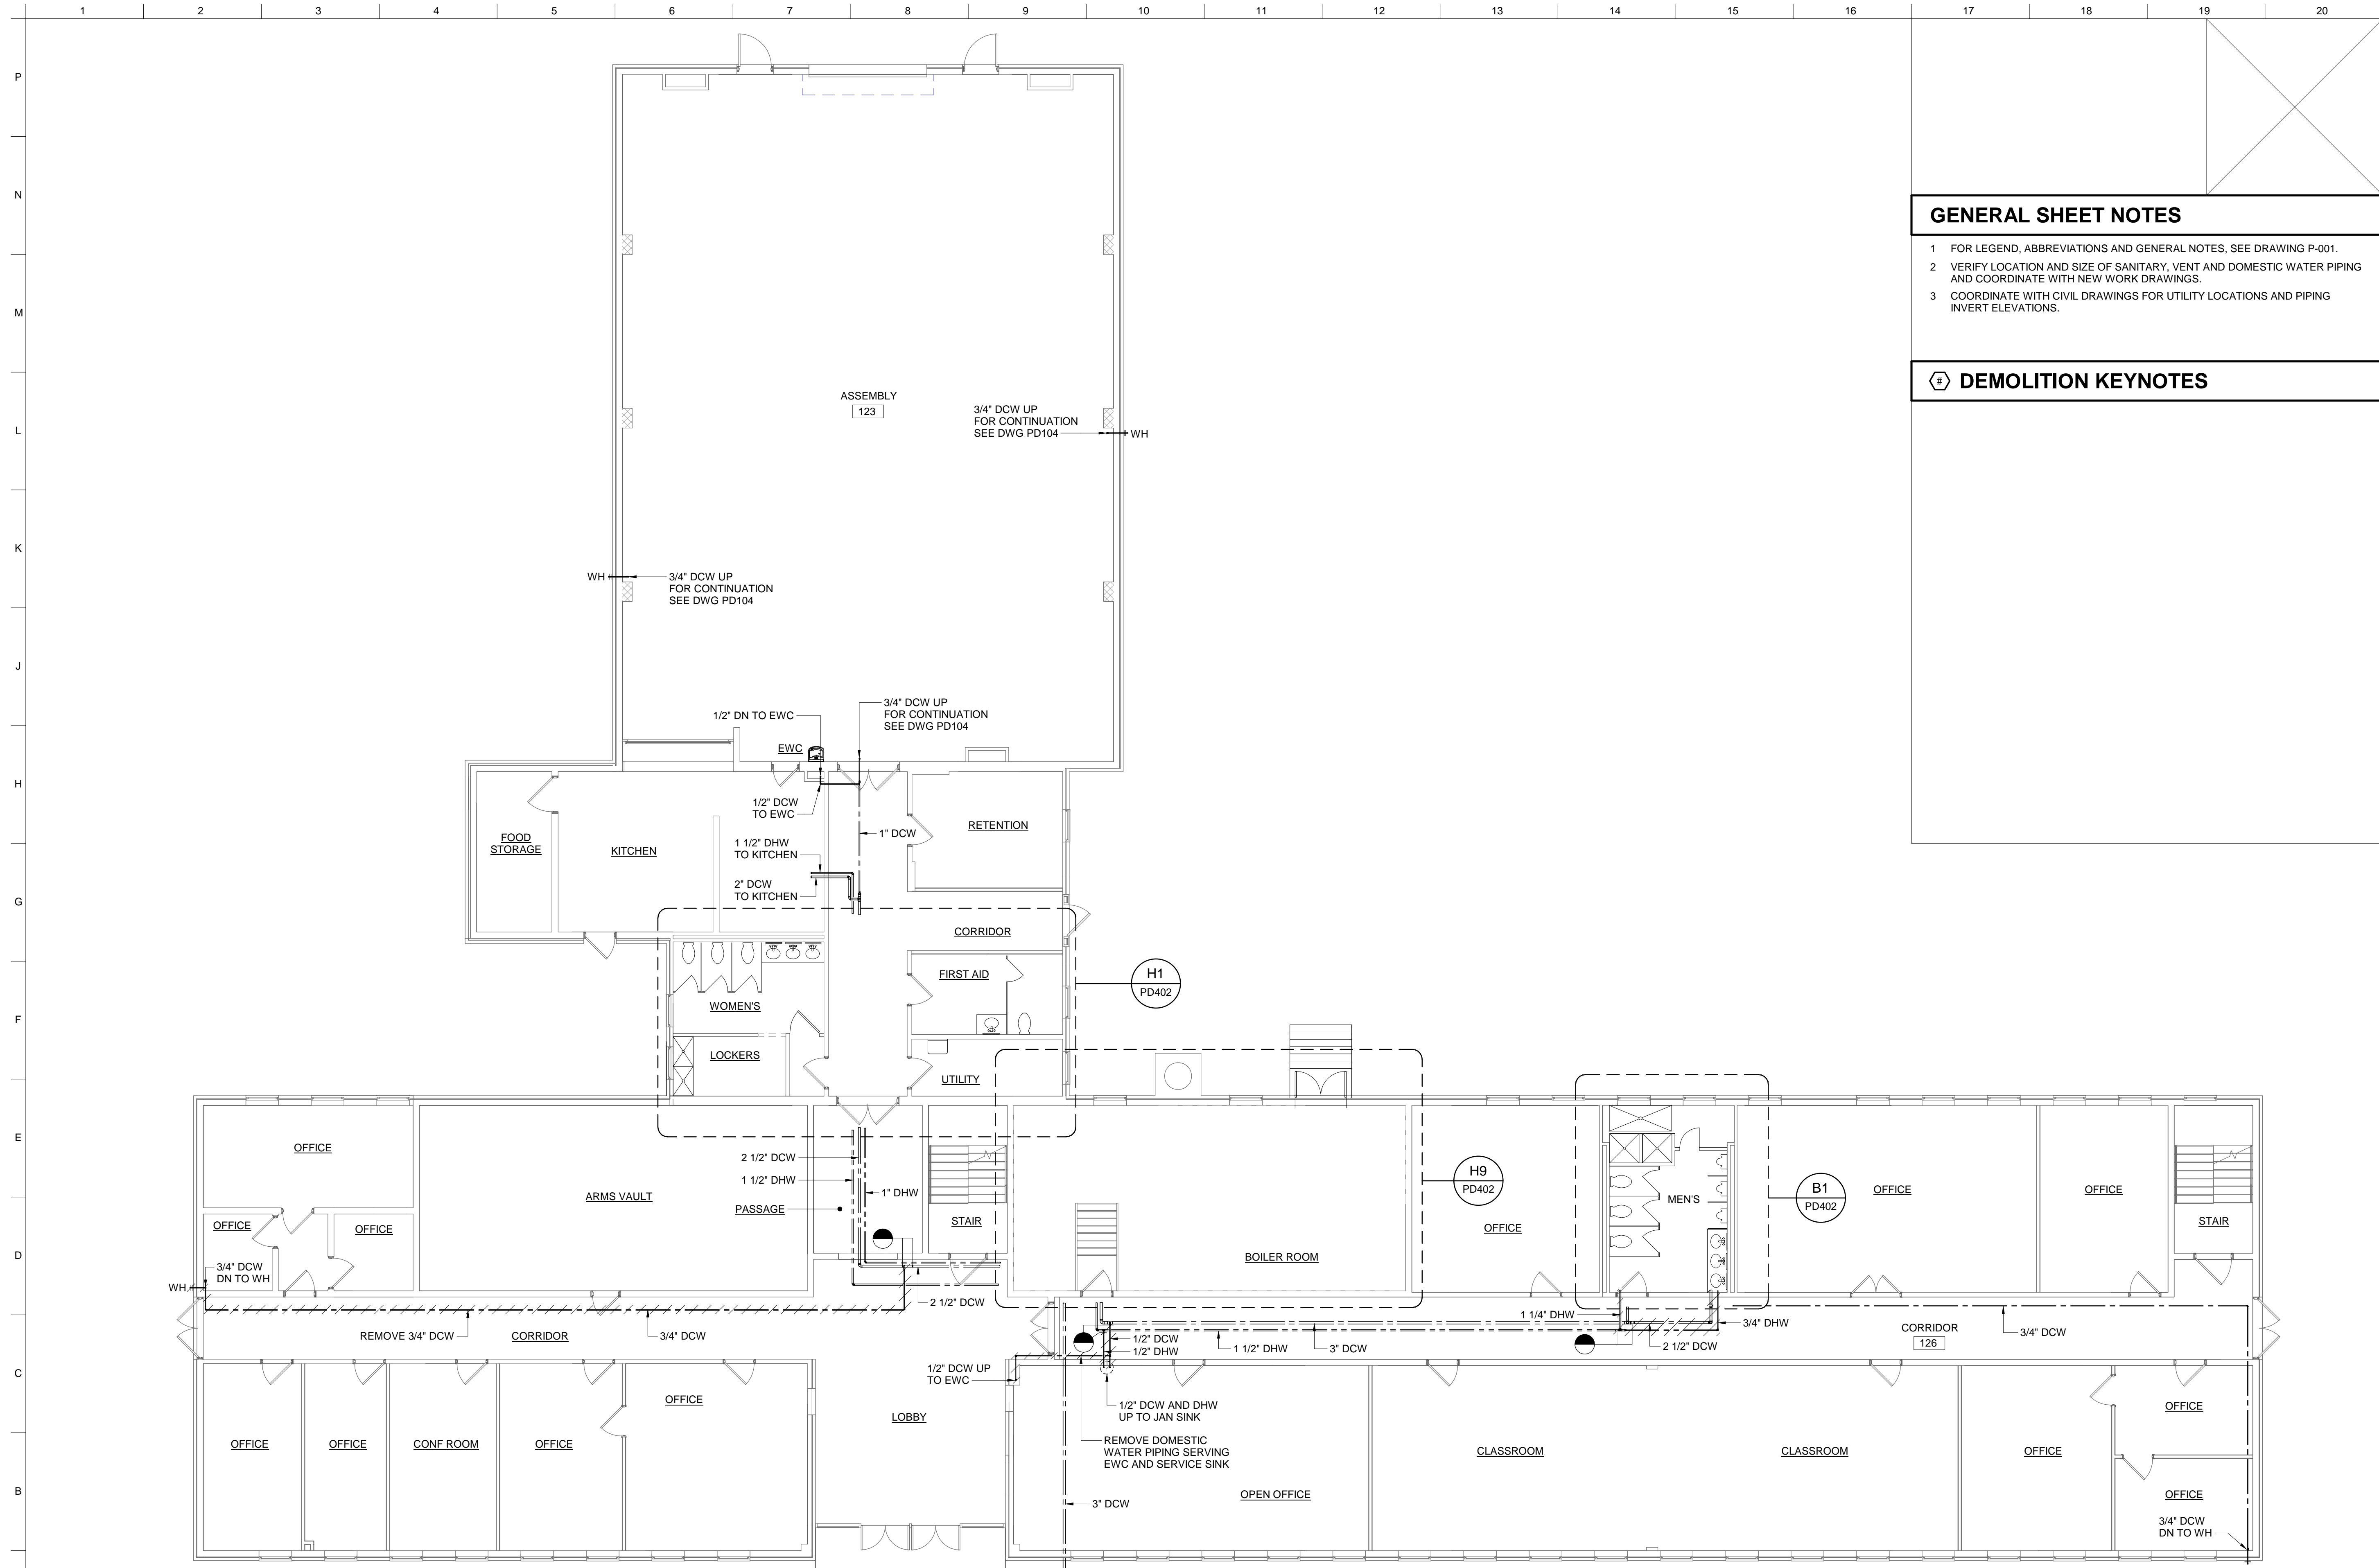 1 2 3 4 5 6 7 8 9 10 11 12 13 14 15 16 17 18 19 20
P
N
M
L
K
J
H
G
F
E
D
C
B
GENERAL SHEET NOTES
1 FOR LEGEND, ABBREVIATIONS AND GENERAL NOTES, SEE DRAWING P-001.
2 VERIFY LOCATION AND SIZE OF SANITARY, VENT AND DOMESTIC WATER PIPING
AND COORDINATE WITH NEW WORK DRAWINGS.
3 COORDINATE WITH CIVIL DRAWINGS FOR UTILITY LOCATIONS AND PIPING
INVERT ELEVATIONS.
# DEMOLITION KEYNOTES
ASSEMBLY
123
3/4" DCW UP
FOR CONTINUATION
SEE DWG PD104
WH
WH
3/4" DCW UP
FOR CONTINUATION
SEE DWG PD104
3/4" DCW UP
FOR CONTINUATION
SEE DWG PD104
1/2" DN TO EWC
EWC
1/2" DCW
TO EWC
1" DCW
RETENTION
FOOD
STORAGE
KITCHEN
1 1/2" DHW
TO KITCHEN
2" DCW
TO KITCHEN
CORRIDOR
FIRST AID
H1
PD402
WOMEN'S
LOCKERS
UTILITY
OFFICE
ARMS VAULT
2 1/2" DCW
1 1/2" DHW
1" DHW
PASSAGE
STAIR
BOILER ROOM
H9
PD402
OFFICE
MEN'S
B1
PD402
OFFICE
OFFICE
STAIR
OFFICE
OFFICE
3/4" DCW
DN TO WH
WH
2 1/2" DCW
REMOVE 3/4" DCW
CORRIDOR
3/4" DCW
1/2" DCW
1/2" DHW
1 1/2" DHW
3" DCW
1 1/4" DHW
2 1/2" DCW
3/4" DHW
CORRIDOR
126
3/4" DCW
1/2" DCW UP
TO EWC
1/2" DCW AND DHW
UP TO JAN SINK
REMOVE DOMESTIC
WATER PIPING SERVING
EWC AND SERVICE SINK
3" DCW
OFFICE
OFFICE
CONF ROOM
OFFICE
OFFICE
LOBBY
OPEN OFFICE
CLASSROOM
CLASSROOM
OFFICE
OFFICE
OFFICE
3/4" DCW
DN TO WH